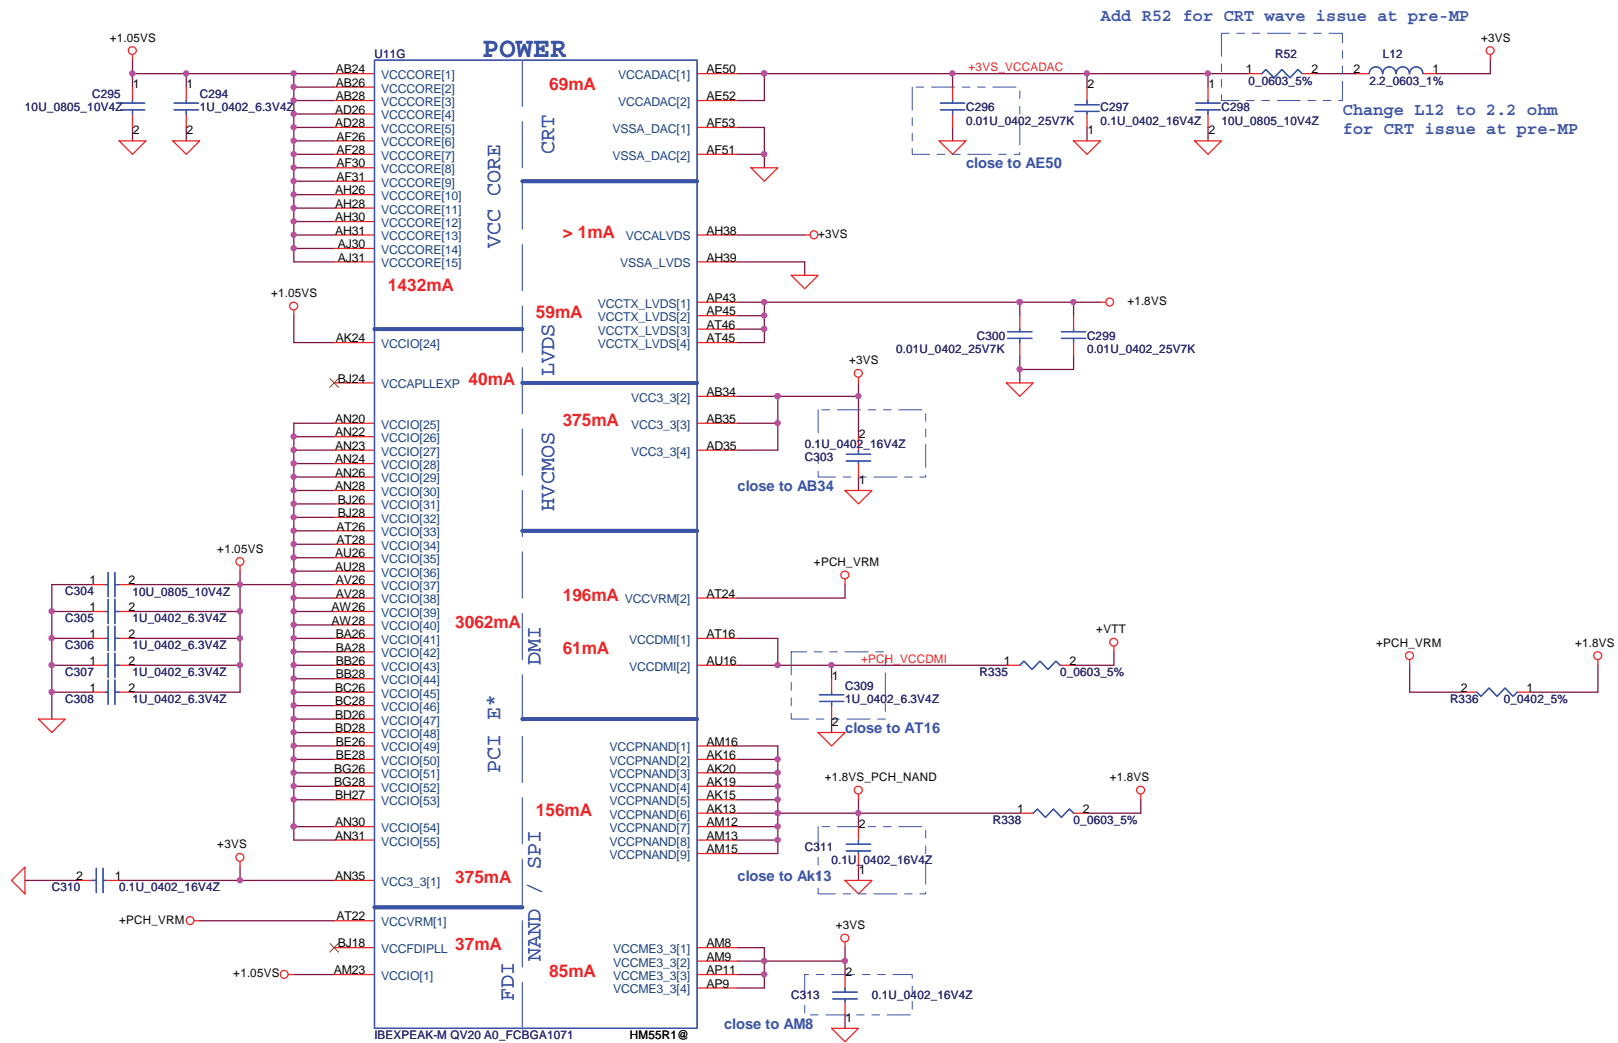 Add R52 for CRT wave issue at pre-MP
+1.05VS
U11G
POWER
R52
L12
+3VS
AB24 VCCCORE[1]
AB26 VCCCORE[2]
AB28 VCCCORE[3]
AD26 VCCCORE[4]
AD28 VCCCORE[5]
AF26 VCCCORE[6]
AF28 VCCCORE[7]
AF30 VCCCORE[8]
AF31 VCCCORE[9]
AH26 VCCCORE[10]
AH28 VCCCORE[11]
AH30 VCCCORE[12]
AH31 VCCCORE[13]
AJ30 VCCCORE[14]
AJ31 VCCCORE[15]
1432mA
VCC CORE
1 C295 10U_0805_10V4Z 2
1 C294 1U_0402_6.3V4Z 2
69mA
CRT
VCCADAC[1] AE50
VCCADAC[2] AE52
VSSA_DAC[1] AF53
VSSA_DAC[2] AF51
+3VS_VCCADAC
1 2 0_0603_5%
2 1 2.2_0603_1%
C296 0.01U_0402_25V7K
close to AE50
2 C297 0.1U_0402_16V4Z 1
1 C298 10U_0805_10V4Z 2
Change L12 to 2.2 ohm
for CRT issue at pre-MP
> 1mA
VCCALVDS AH38 +3VS
VSSA_LVDS AH39
59mA
LVDS
VCCTX_LVDS[1] AP43
VCCTX_LVDS[2] AP45
VCCTX_LVDS[3] AT46
VCCTX_LVDS[4] AT45
+1.8VS
C300 0.01U_0402_25V7K
C299 0.01U_0402_25V7K
+1.05VS
AK24 VCCIO[24]
BJ24 VCCAPLLEXP 40mA
375mA
HVCMOS
VCC3_3[2] AB34
VCC3_3[3] AB35
VCC3_3[4] AD35
+3VS
2 0.1U_0402_16V4Z C303 1
close to AB34
AN20 VCCIO[25]
AN22 VCCIO[26]
AN23 VCCIO[27]
AN24 VCCIO[28]
AN26 VCCIO[29]
AN28 VCCIO[30]
BJ26 VCCIO[31]
BJ28 VCCIO[32]
AT26 VCCIO[33]
AT28 VCCIO[34]
AU26 VCCIO[35]
AU28 VCCIO[36]
AV26 VCCIO[37]
AV28 VCCIO[38]
AW26 VCCIO[39]
AW28 VCCIO[40]
BA26 VCCIO[41]
BA28 VCCIO[42]
BB26 VCCIO[43]
BB28 VCCIO[44]
BC26 VCCIO[45]
BC28 VCCIO[46]
BD26 VCCIO[47]
BD28 VCCIO[48]
BE26 VCCIO[49]
BE28 VCCIO[50]
BG26 VCCIO[51]
BG28 VCCIO[52]
BH27 VCCIO[53]
AN30 VCCIO[54]
AN31 VCCIO[55]
3062mA
PCI E*
+1.05VS
1 2 C304 10U_0805_10V4Z
1 2 C305 1U_0402_6.3V4Z
1 2 C306 1U_0402_6.3V4Z
1 2 C307 1U_0402_6.3V4Z
1 2 C308 1U_0402_6.3V4Z
+PCH_VRM
196mA VCCVRM[2] AT24
DMI
61mA
VCCDMI[1] AT16
VCCDMI[2] AU16
+PCH_VCCDMI
1 C309 1U_0402_6.3V4Z 2
close to AT16
+VTT
R335 1 2 0_0603_5%
+PCH_VRM
+1.8VS
R336 2 1 0_0402_5%
VCCPNAND[1] AM16
VCCPNAND[2] AK16
VCCPNAND[3] AK20
VCCPNAND[4] AK19
VCCPNAND[5] AK15
VCCPNAND[6] AK13
VCCPNAND[7] AM12
VCCPNAND[8] AM13
VCCPNAND[9] AM15
156mA
NAND / SPI
+1.8VS_PCH_NAND
+1.8VS
R338 1 2 0_0603_5%
2 C311 0.1U_0402_16V4Z 1
close to Ak13
+3VS
2 1 C310 0.1U_0402_16V4Z
AN35 VCC3_3[1] 375mA
+PCH_VRM AT22 VCCVRM[1]
BJ18 VCCFDIPLL 37mA
+1.05VS AM23 VCCIO[1]
FDI
85mA
VCCME3_3[1] AM8
VCCME3_3[2] AM9
VCCME3_3[3] AP11
VCCME3_3[4] AP9
+3VS
2 C313 0.1U_0402_16V4Z 1
close to AM8
IBEXPEAK-M QV20 A0_FCBGA1071
HM55R1@